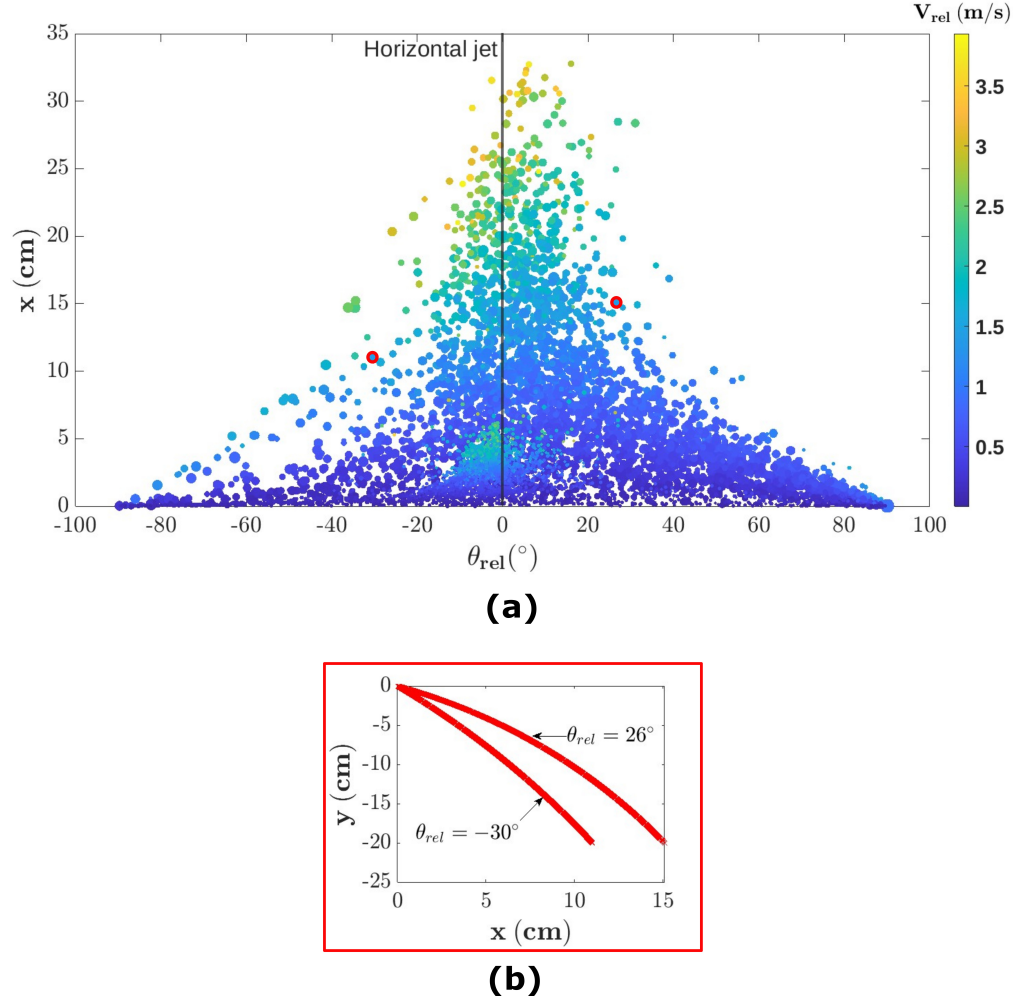 V_rel (m/s)
Horizontal jet
35
30
25
20
15
10
5
0
x (cm)
-100 -80 -60 -40 -20 0 20 40 60 80 100
θ_rel(°)
3.5
3
2.5
2
1.5
1
0.5
(a)
0
-5
-10
-15
-20
-25
y (cm)
θ_rel = 26°
θ_rel = −30°
0 5 10 15
x (cm)
(b)